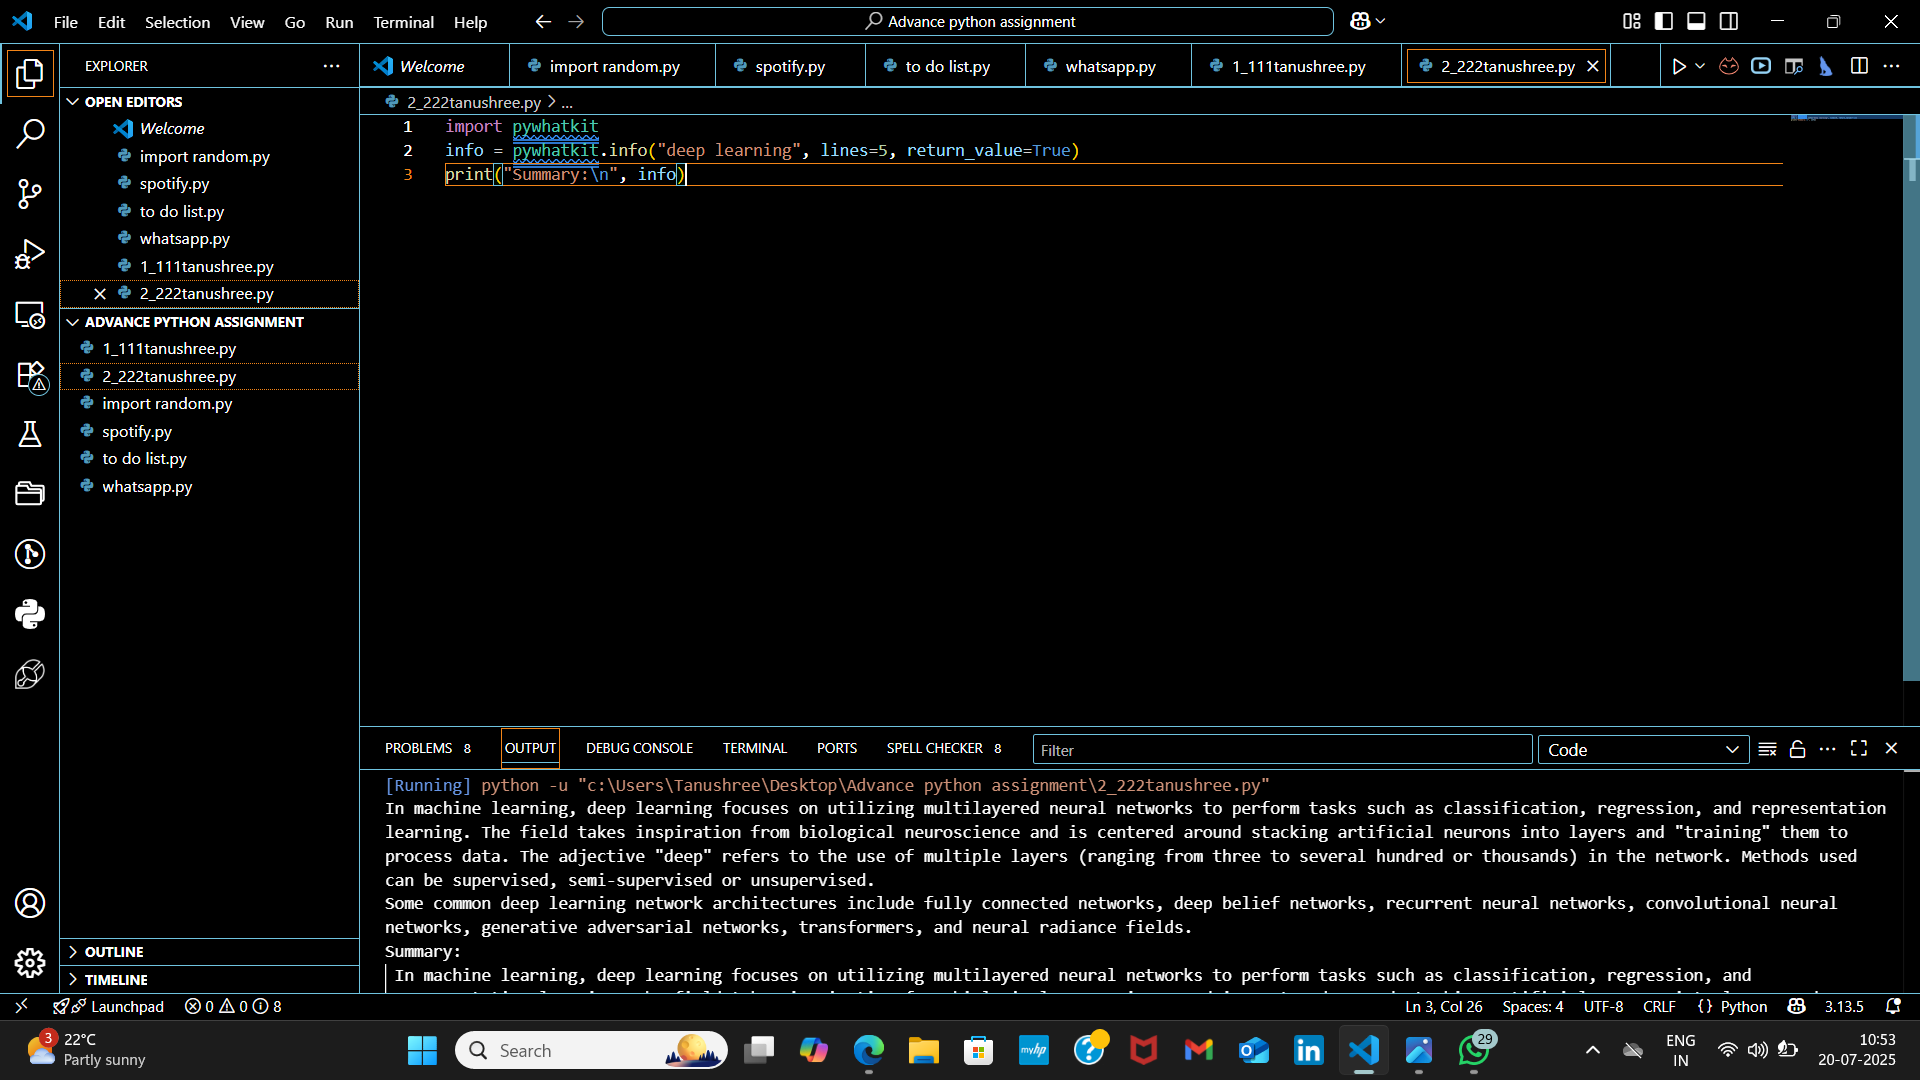 File Edit Selection View Go Run Terminal Help
Advance python assignment
EXPLORER
Welcome import random.py spotify.py to do list.py whatsapp.py 1_111tanushree.py 2_222tanushree.py
OPEN EDITORS
Welcome
import random.py
spotify.py
to do list.py
whatsapp.py
1_111tanushree.py
2_222tanushree.py
ADVANCE PYTHON ASSIGNMENT
1_111tanushree.py
2_222tanushree.py
import random.py
spotify.py
to do list.py
whatsapp.py
OUTLINE
TIMELINE
2_222tanushree.py > ...
1 import pywhatkit
2 info = pywhatkit.info("deep learning", lines=5, return_value=True)
3 print("Summary:\n", info)
PROBLEMS 8 OUTPUT DEBUG CONSOLE TERMINAL PORTS SPELL CHECKER 8 Filter Code
[Running] python -u "c:\Users\Tanushree\Desktop\Advance python assignment\2_222tanushree.py"
In machine learning, deep learning focuses on utilizing multilayered neural networks to perform tasks such as classification, regression, and representation
learning. The field takes inspiration from biological neuroscience and is centered around stacking artificial neurons into layers and "training" them to
process data. The adjective "deep" refers to the use of multiple layers (ranging from three to several hundred or thousands) in the network. Methods used
can be supervised, semi-supervised or unsupervised.
Some common deep learning network architectures include fully connected networks, deep belief networks, recurrent neural networks, convolutional neural
networks, generative adversarial networks, transformers, and neural radiance fields.
Summary:
In machine learning, deep learning focuses on utilizing multilayered neural networks to perform tasks such as classification, regression, and
Launchpad 0 0 8 Ln 3, Col 26 Spaces: 4 UTF-8 CRLF {} Python 3.13.5
3 22°C
Partly sunny
Search
myhp
29
ENG
IN
10:53
20-07-2025